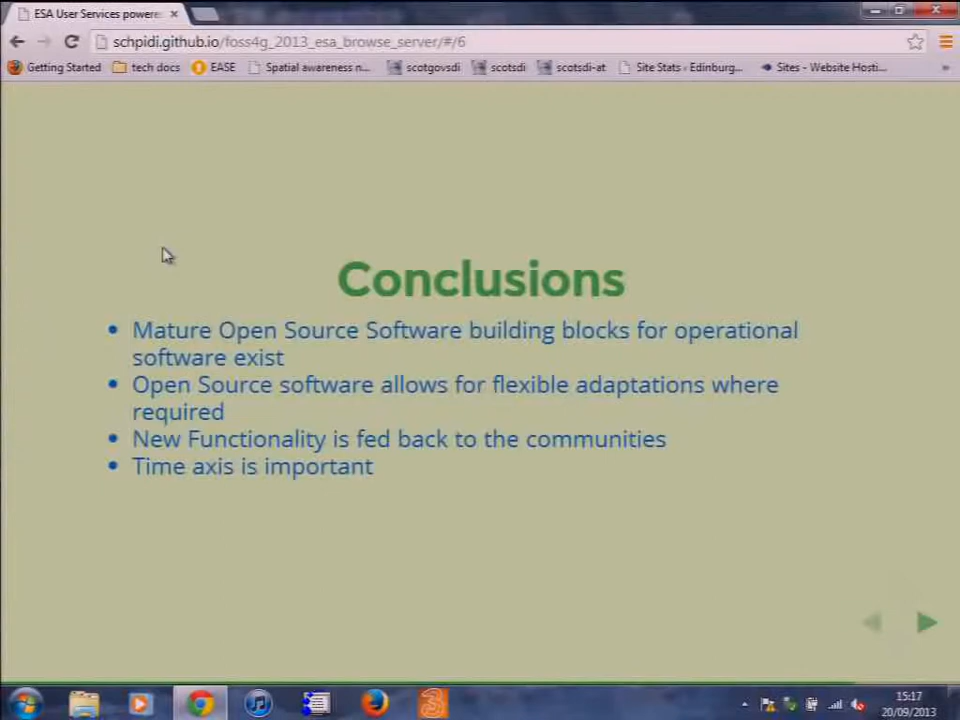 ESA User Services powere
schpidi.github.io/foss4g_2013_esa_browse_server/#/6
Getting Started tech docs EASE Spatial awareness n... scotgovsdi scotsdi scotsdi-at Site Stats - Edinburg... Sites - Website Hosti...
Conclusions
• Mature Open Source Software building blocks for operational
software exist
• Open Source software allows for flexible adaptations where
required
• New Functionality is fed back to the communities
• Time axis is important
15:17
20/09/2013